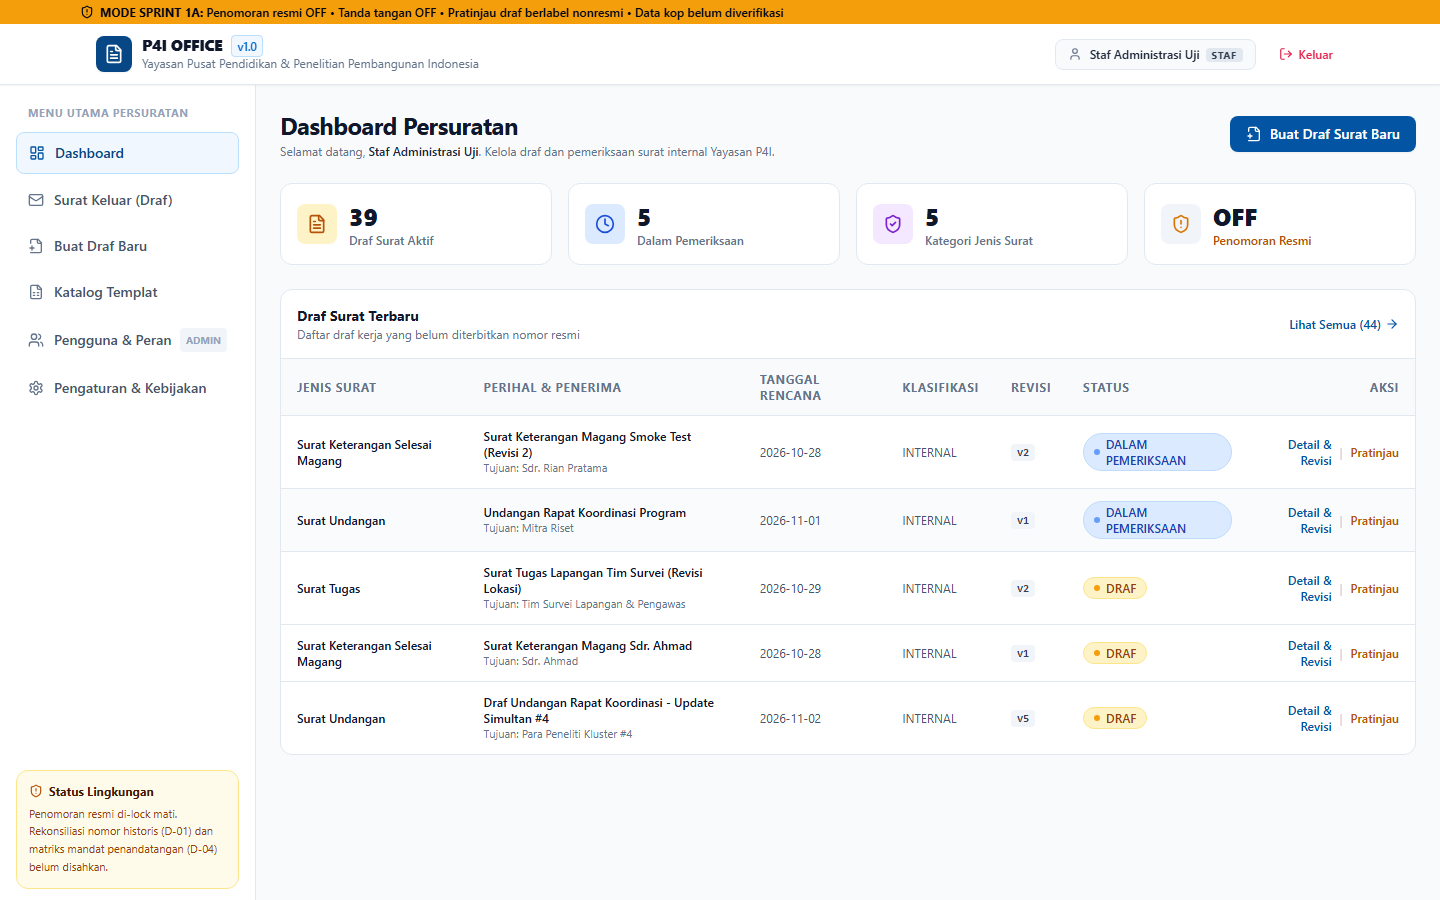 MODE SPRINT 1A: Penomoran resmi OFF • Tanda tangan OFF • Pratinjau draf berlabel nonresmi • Data kop belum diverifikasi
P4I OFFICE v1.0
Yayasan Pusat Pendidikan & Penelitian Pembangunan Indonesia
Staf Administrasi Uji STAF
Keluar
MENU UTAMA PERSURATAN
Dashboard
Surat Keluar (Draf)
Buat Draf Baru
Katalog Templat
Pengguna & Peran ADMIN
Pengaturan & Kebijakan
Status Lingkungan
Penomoran resmi di-lock mati.
Rekonsiliasi nomor historis (D-01) dan
matriks mandat penandatangan (D-04)
belum disahkan.
Dashboard Persuratan
Selamat datang, Staf Administrasi Uji. Kelola draf dan pemeriksaan surat internal Yayasan P4I.
Buat Draf Surat Baru
39
Draf Surat Aktif
5
Dalam Pemeriksaan
5
Kategori Jenis Surat
OFF
Penomoran Resmi
Draf Surat Terbaru
Daftar draf kerja yang belum diterbitkan nomor resmi
Lihat Semua (44)
JENIS SURAT
PERIHAL & PENERIMA
TANGGAL
RENCANA
KLASIFIKASI
REVISI
STATUS
AKSI
Surat Keterangan Selesai
Magang
Surat Keterangan Magang Smoke Test
(Revisi 2)
Tujuan: Sdr. Rian Pratama
2026-10-28
INTERNAL
v2
DALAM
PEMERIKSAAN
Detail &
Revisi
| Pratinjau
Surat Undangan
Undangan Rapat Koordinasi Program
Tujuan: Mitra Riset
2026-11-01
INTERNAL
v1
DALAM
PEMERIKSAAN
Detail &
Revisi
| Pratinjau
Surat Tugas
Surat Tugas Lapangan Tim Survei (Revisi
Lokasi)
Tujuan: Tim Survei Lapangan & Pengawas
2026-10-29
INTERNAL
v2
DRAF
Detail &
Revisi
| Pratinjau
Surat Keterangan Selesai
Magang
Surat Keterangan Magang Sdr. Ahmad
Tujuan: Sdr. Ahmad
2026-10-28
INTERNAL
v1
DRAF
Detail &
Revisi
| Pratinjau
Surat Undangan
Draf Undangan Rapat Koordinasi - Update
Simultan #4
Tujuan: Para Peneliti Kluster #4
2026-11-02
INTERNAL
v5
DRAF
Detail &
Revisi
| Pratinjau